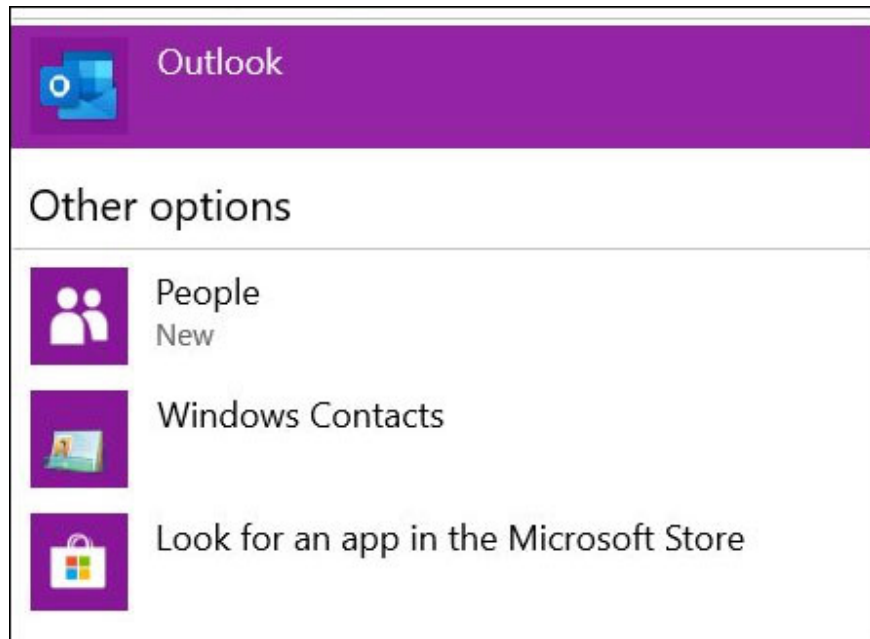 Outlook
Other options
People
New
Windows Contacts
Look for an app in the Microsoft Store